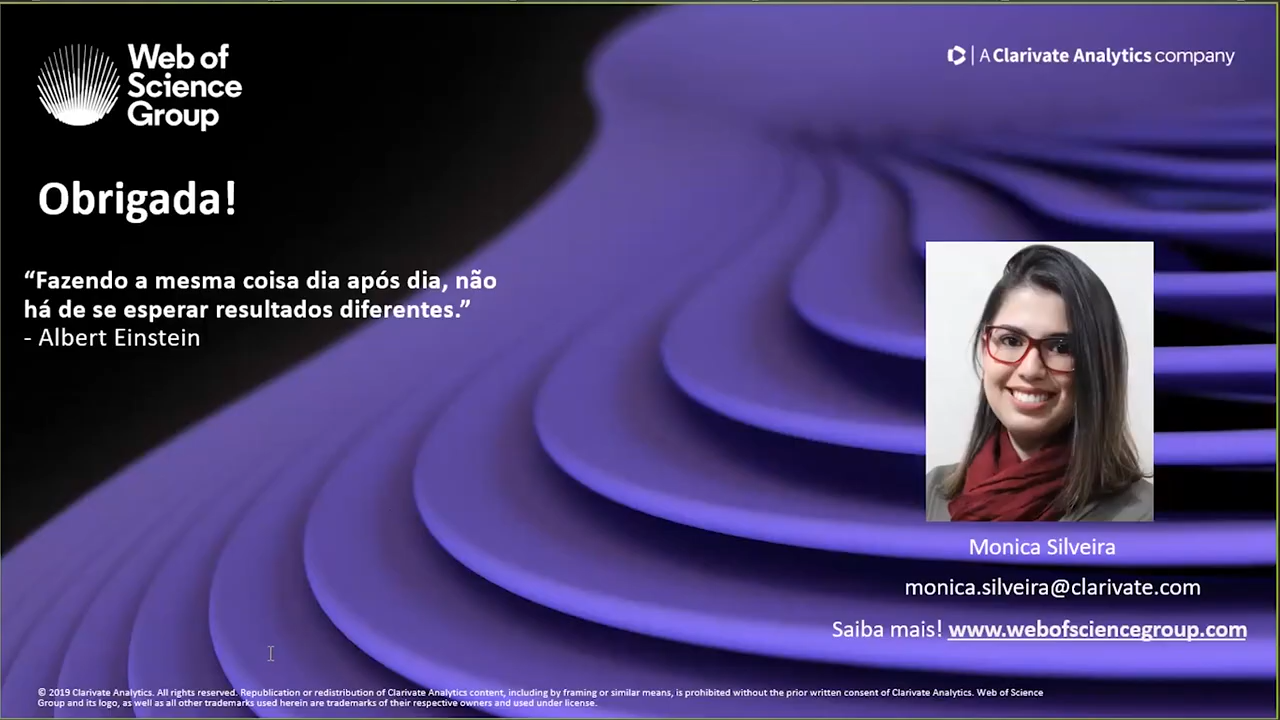 Web of
Science
Group
A Clarivate Analytics company
Obrigada!
“Fazendo a mesma coisa dia após dia, não
há de se esperar resultados diferentes.”
- Albert Einstein
Monica Silveira
monica.silveira@clarivate.com
Saiba mais! www.webofsciencegroup.com
© 2019 Clarivate Analytics. All rights reserved. Republication or redistribution of Clarivate Analytics content, including by framing or similar means, is prohibited without the prior written consent of Clarivate Analytics. Web of Science
Group and its logo, as well as all other trademarks used herein are trademarks of their respective owners and used under license.